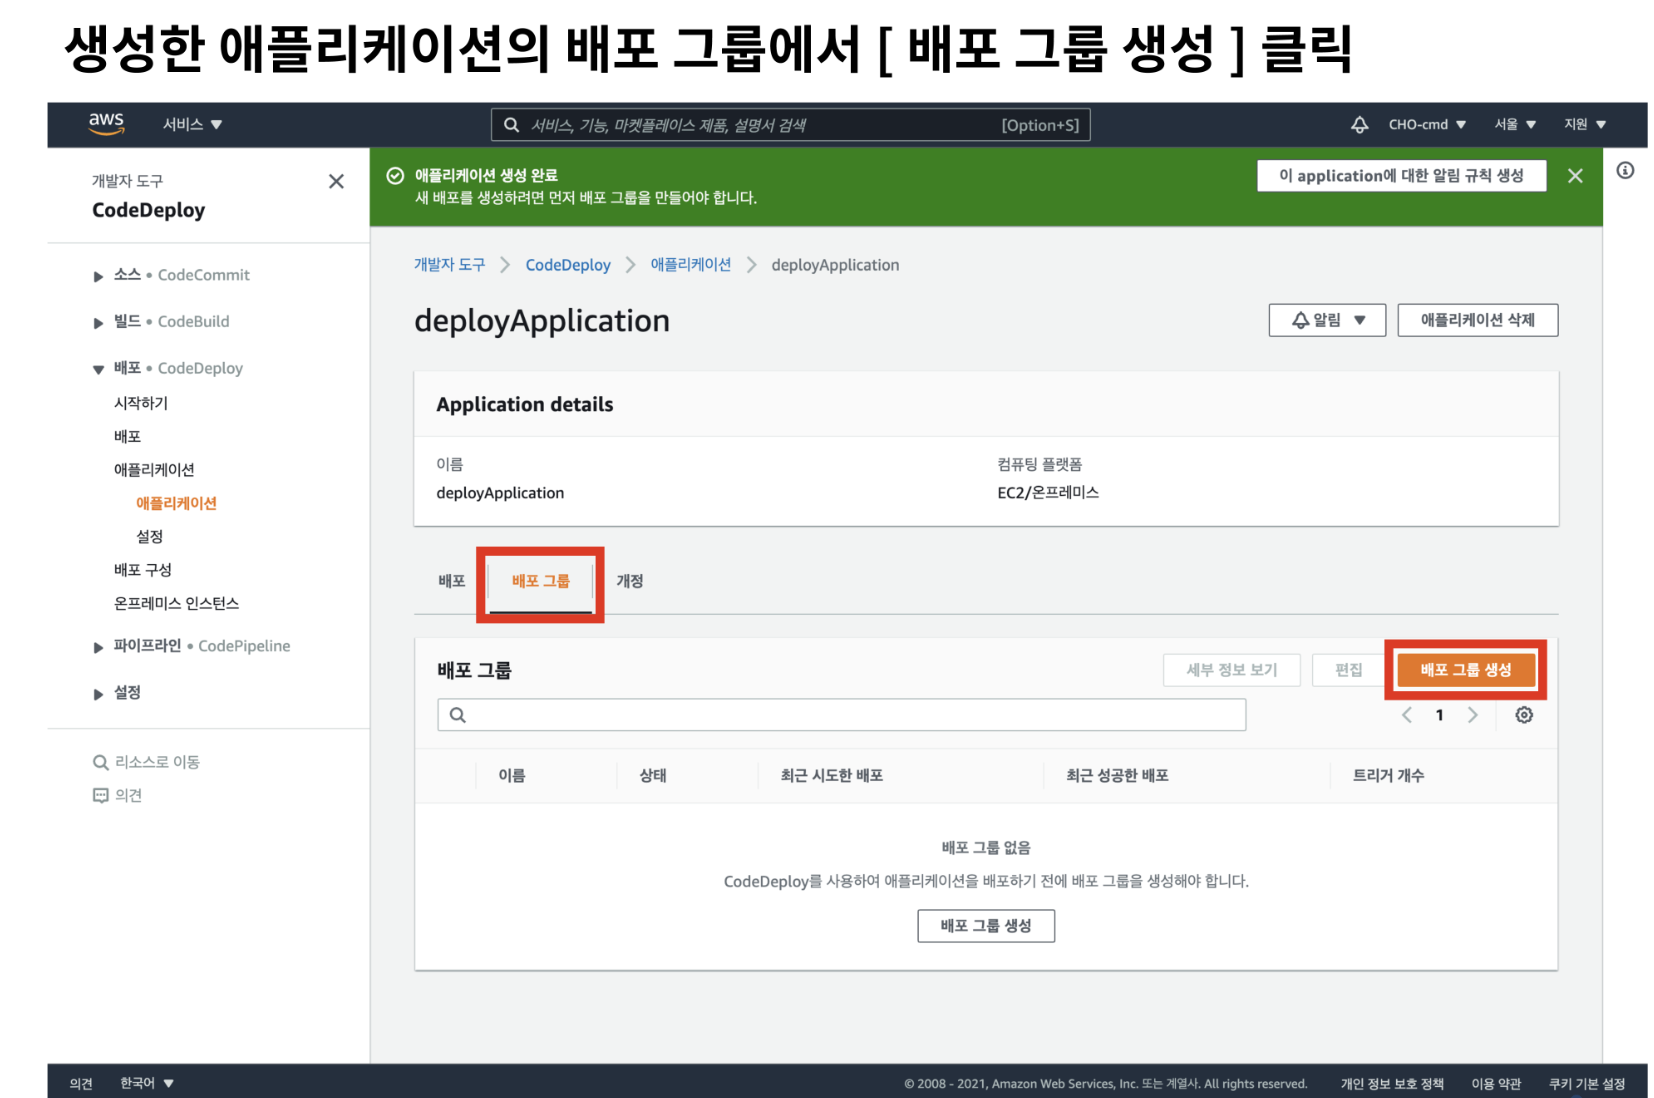 생성한 애플리케이션의 배포 그룹에서 [ 배포 그룹 생성 ] 클릭
aws 서비스 ▼ 서비스, 기능, 마켓플레이스 제품, 설명서 검색 [Option+S] CHO-cmd ▼ 서울 ▼ 지원 ▼
개발자 도구
CodeDeploy
애플리케이션 생성 완료
새 배포를 생성하려면 먼저 배포 그룹을 만들어야 합니다.
이 application에 대한 알림 규칙 생성
소스 • CodeCommit
빌드 • CodeBuild
배포 • CodeDeploy
시작하기
배포
애플리케이션
애플리케이션
설정
배포 구성
온프레미스 인스턴스
파이프라인 • CodePipeline
설정
리소스로 이동
의견
개발자 도구 > CodeDeploy > 애플리케이션 > deployApplication
deployApplication
알림 ▼
애플리케이션 삭제
Application details
이름
deployApplication
컴퓨팅 플랫폼
EC2/온프레미스
배포 배포 그룹 개정
배포 그룹
세부 정보 보기 편집 배포 그룹 생성
< 1 >
이름 상태 최근 시도한 배포 최근 성공한 배포 트리거 개수
배포 그룹 없음
CodeDeploy를 사용하여 애플리케이션을 배포하기 전에 배포 그룹을 생성해야 합니다.
배포 그룹 생성
의견 한국어 ▼ © 2008 - 2021, Amazon Web Services, Inc. 또는 계열사. All rights reserved. 개인 정보 보호 정책 이용 약관 쿠키 기본 설정